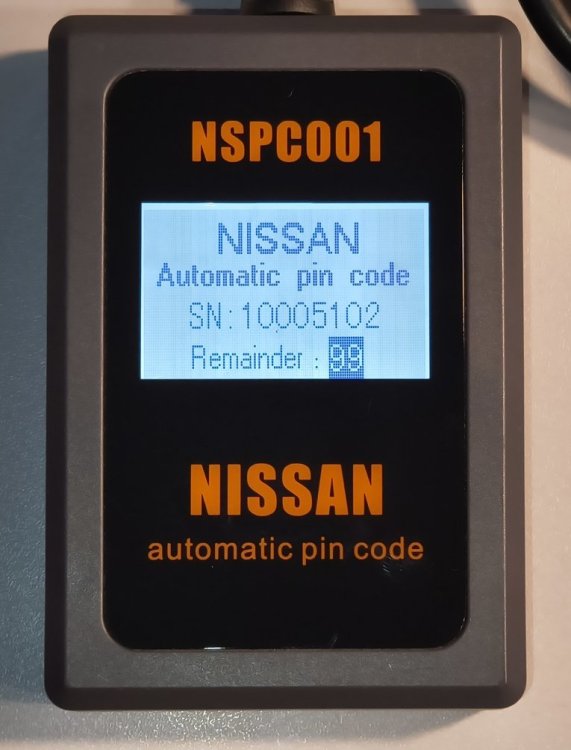 NSPC001
NISSAN
Automatic pin code
SN:10005102
Remainder : 99
NISSAN
automatic pin code